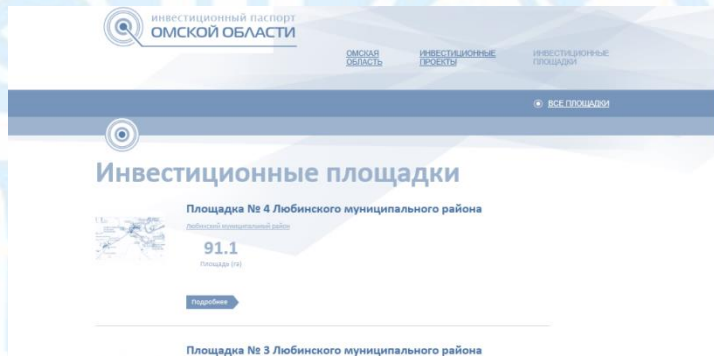 инвестиционный паспорт
ОМСКОЙ ОБЛАСТИ
ОМСКАЯ
ОБЛАСТЬ
ИНВЕСТИЦИОННЫЕ
ПРОЕКТЫ
ИНВЕСТИЦИОННЫЕ
ПЛОЩАДКИ
ВСЕ ПЛОЩАДКИ
Инвестиционные площадки
Площадка № 4 Любинского муниципального района
Любинский муниципальный район
91.1
Площадь (га)
Подробнее
Площадка № 3 Любинского муниципального района